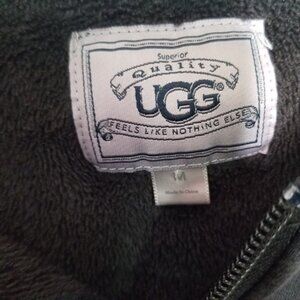 Superior
Quality
UGG®
FEELS LIKE NOTHING ELSE
M
Made In China